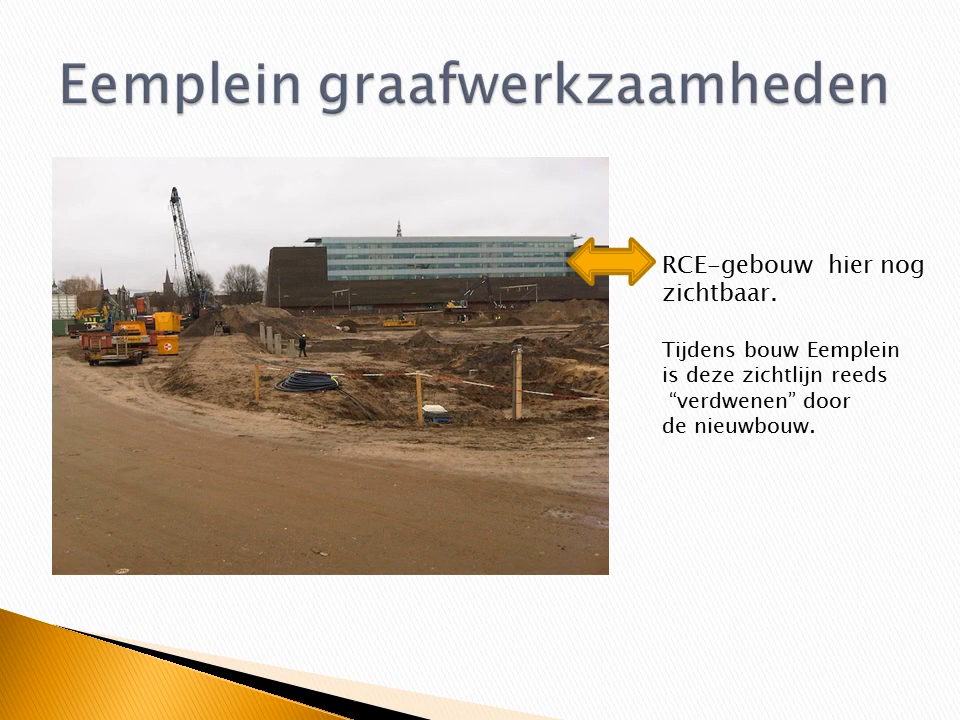 Eemplein graafwerkzaamheden
RCE-gebouw hier nog
zichtbaar.
Tijdens bouw Eemplein
is deze zichtlijn reeds
“verdwenen” door
de nieuwbouw.